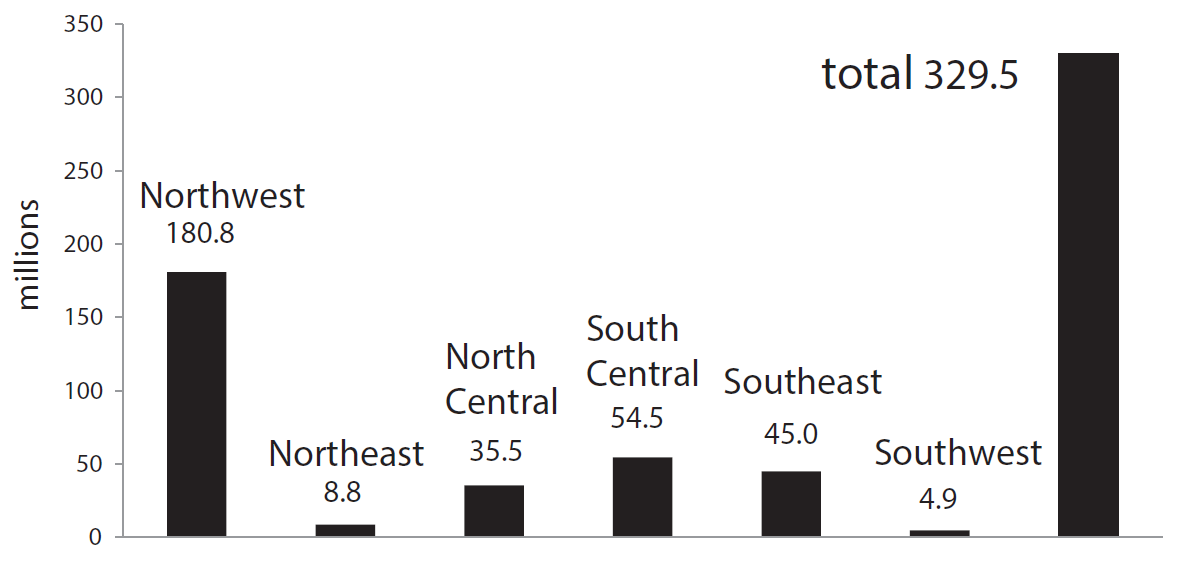 350
300
250
200
150
100
50
0
millions
Northwest
180.8
Northeast
8.8
North
Central
35.5
South
Central
54.5
Southeast
45.0
Southwest
4.9
total 329.5